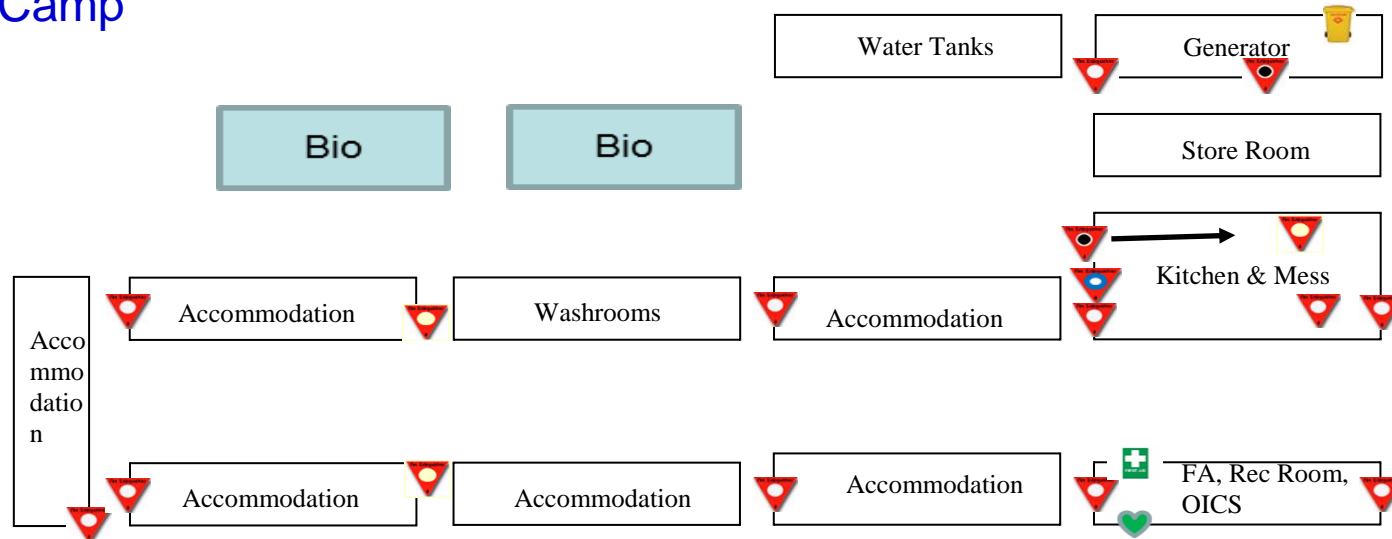 Camp
Water Tanks
Generator
Bio
Bio
Store Room
Kitchen & Mess
Accommodation
Washrooms
Accommodation
Acco
mmo
datio
n
Accommodation
Accommodation
Accommodation
FA, Rec Room,
OICS